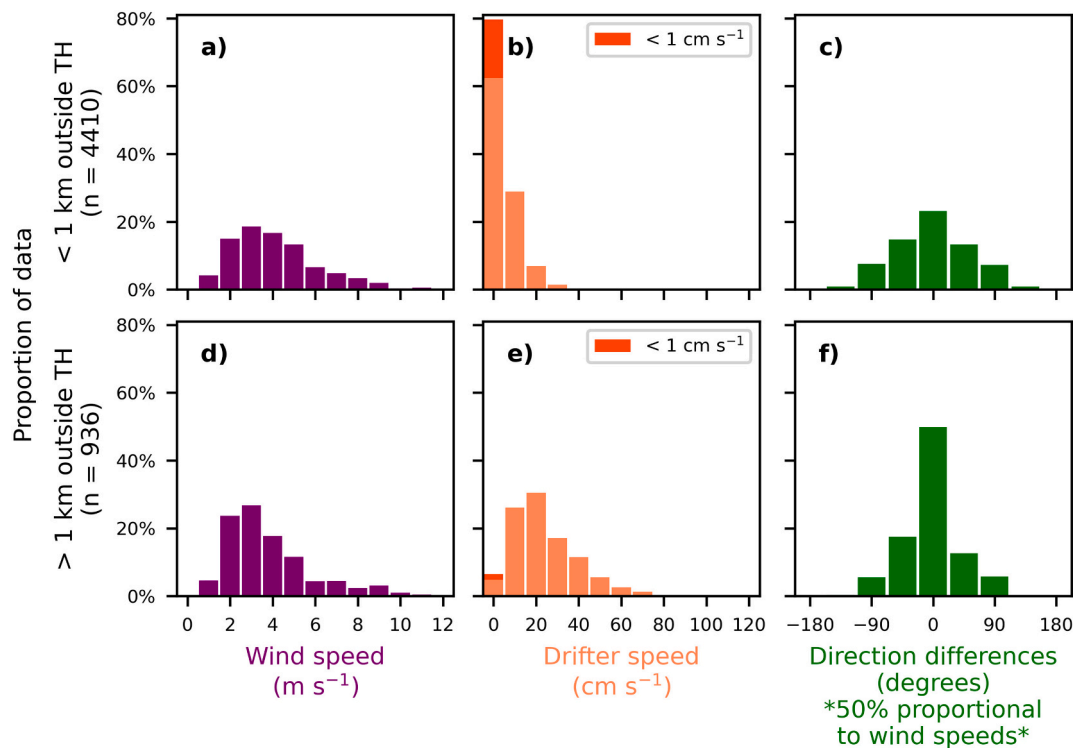 Proportion of data
< 1 km outside TH
(n = 4410)
80%
60%
40%
20%
0%
a)
b)
< 1 cm s⁻¹
c)
> 1 km outside TH
(n = 936)
80%
60%
40%
20%
0%
d)
e)
< 1 cm s⁻¹
f)
0 2 4 6 8 10 12
0 20 40 60 80 100 120
−180 −90 0 90 180
Wind speed
(m s⁻¹)
Drifter speed
(cm s⁻¹)
Direction differences
(degrees)
*50% proportional
to wind speeds*